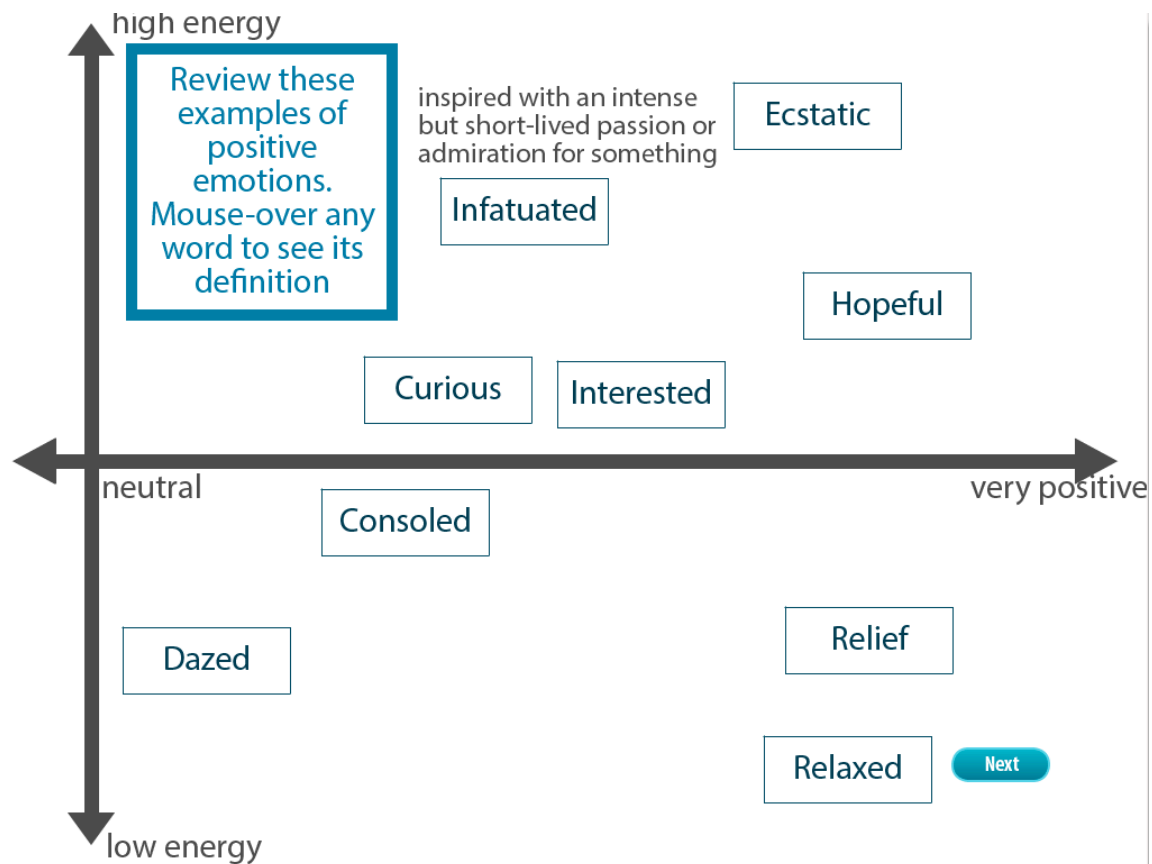 high energy
Review these
examples of
positive
emotions.
Mouse-over any
word to see its
definition
inspired with an intense
but short-lived passion or
admiration for something
Ecstatic
Infatuated
Hopeful
Curious
Interested
neutral
very positive
Consoled
Dazed
Relief
Relaxed
Next
low energy